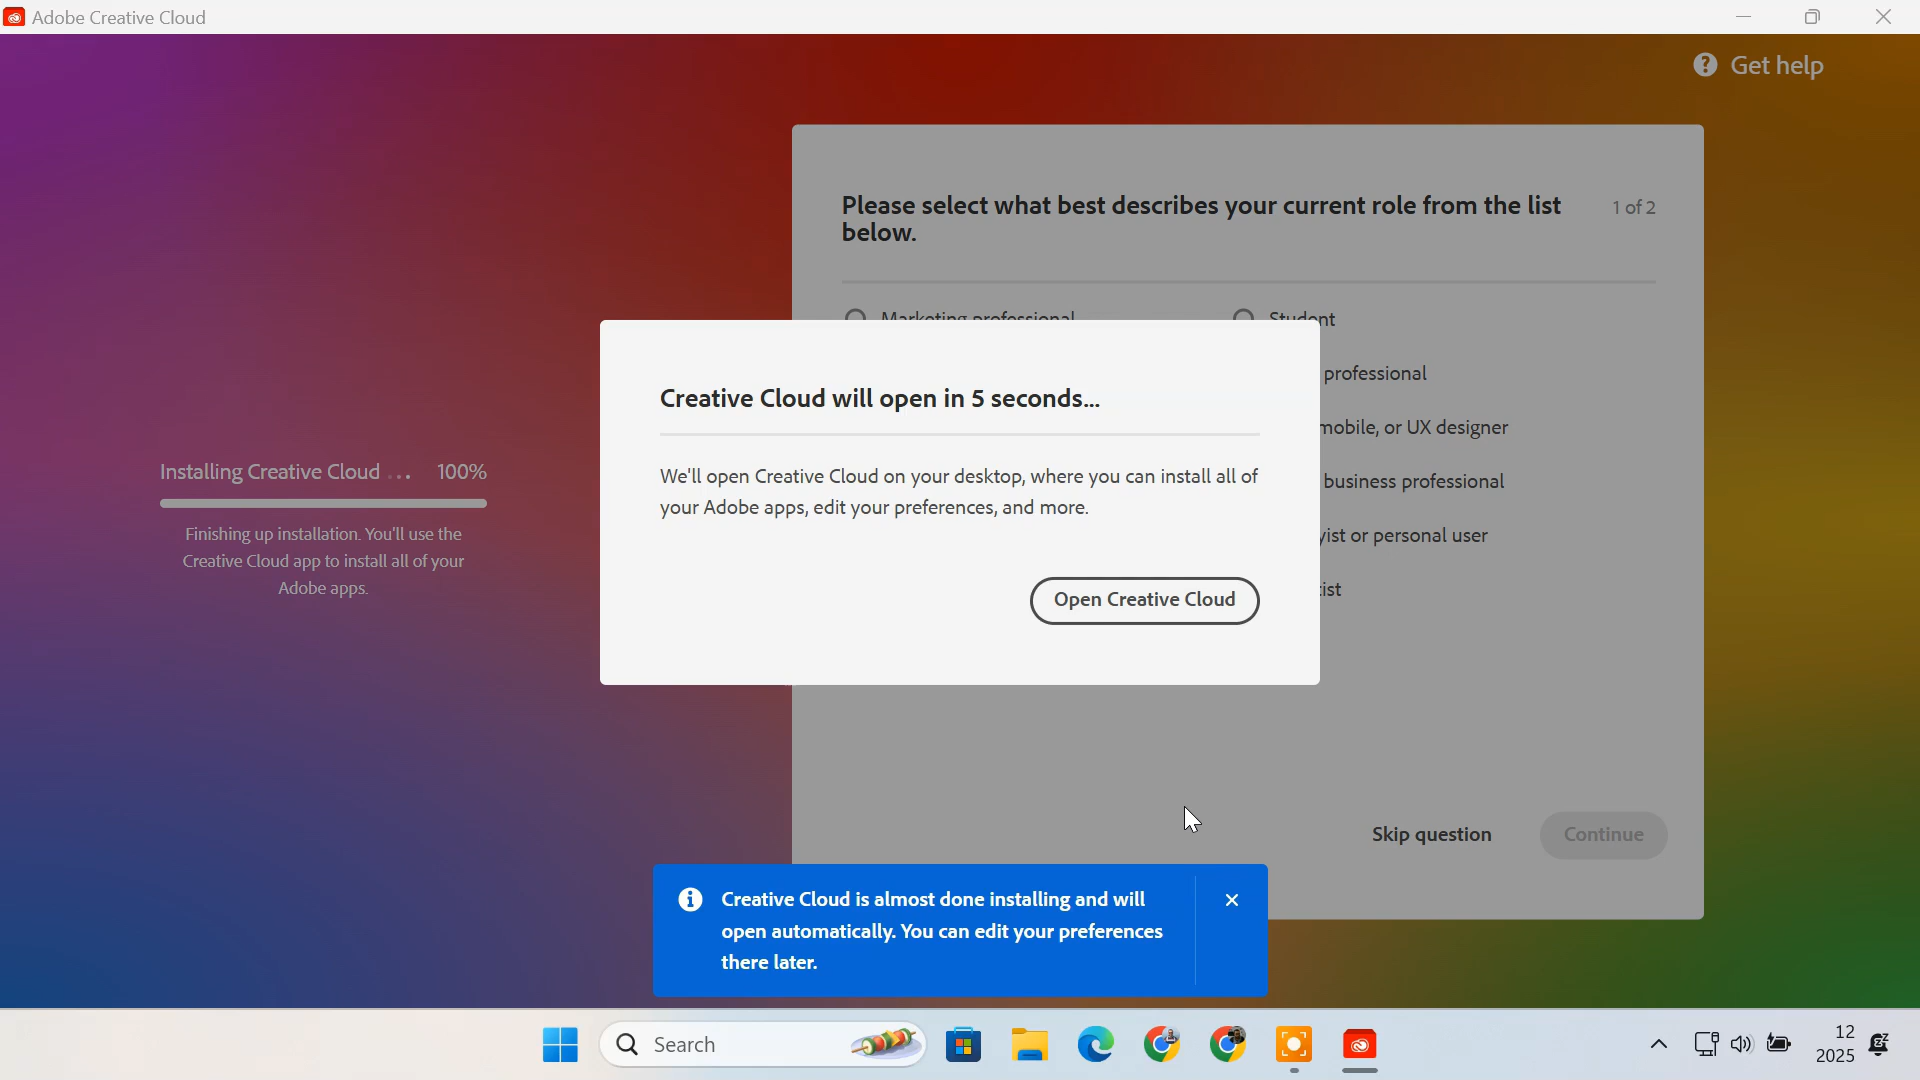 Adobe Creative Cloud
Get help
Please select what best describes your current role from the list
below.
1 of 2
Marketing professional
Student
professional
mobile, or UX designer
business professional
ist or personal user
ist
Installing Creative Cloud ... 100%
Finishing up installation. You'll use the
Creative Cloud app to install all of your
Adobe apps.
Creative Cloud will open in 5 seconds...
We'll open Creative Cloud on your desktop, where you can install all of
your Adobe apps, edit your preferences, and more.
Open Creative Cloud
Skip question
Continue
Creative Cloud is almost done installing and will
open automatically. You can edit your preferences
there later.
Search
12
2025